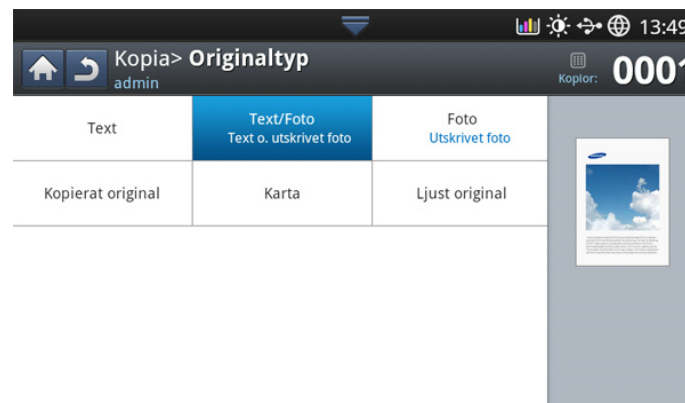 13:49
Kopia> Originaltyp
admin
Kopior: 0001
Text
Text/Foto
Text o. utskrivet foto
Foto
Utskrivet foto
Kopierat original
Karta
Ljust original